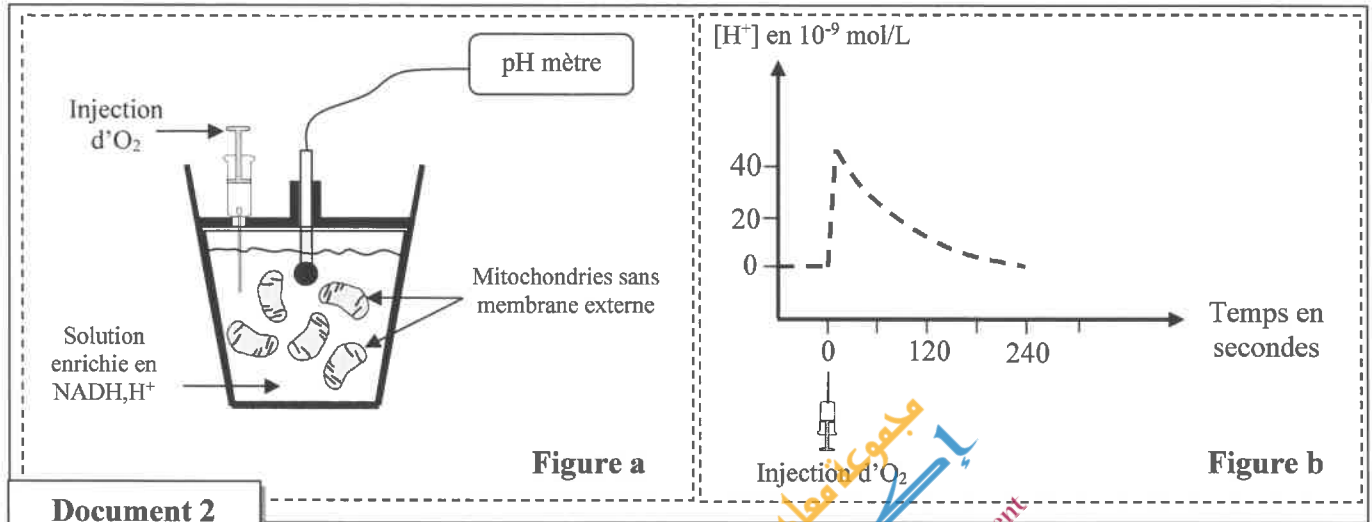 pH mètre
Injection
d'O₂
Mitochondries sans
membrane externe
Solution
enrichie en
NADH,H⁺
Figure a
[H⁺] en 10⁻⁹ mol/L
40
20
0
0 120 240
Temps en
secondes
Injection d'O₂
Figure b
Document 2